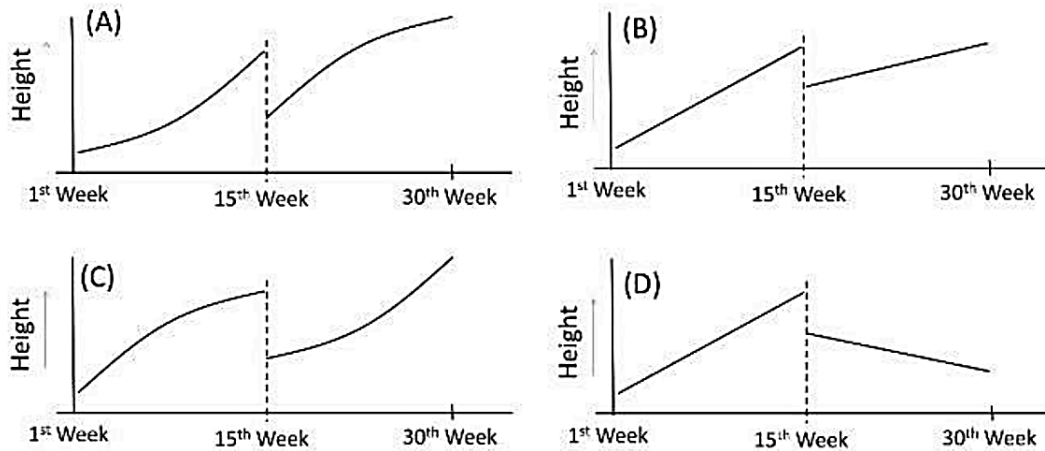 (A)
Height
1st Week
15th Week
30th Week
(B)
Height
1st Week
15th Week
30th Week
(C)
Height
1st Week
15th Week
30th Week
(D)
Height
1st Week
15th Week
30th Week